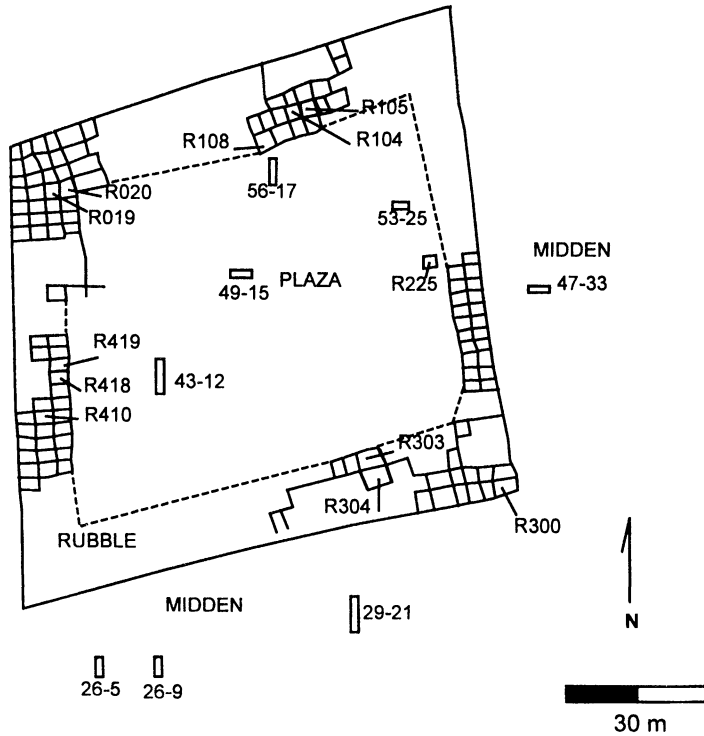 R105
R104
R108
R020
R019
56-17
53-25
MIDDEN
PLAZA
49-15
R225
47-33
R419
R418
43-12
R410
R303
R304
R300
RUBBLE
MIDDEN
29-21
N
26-5
26-9
30 m